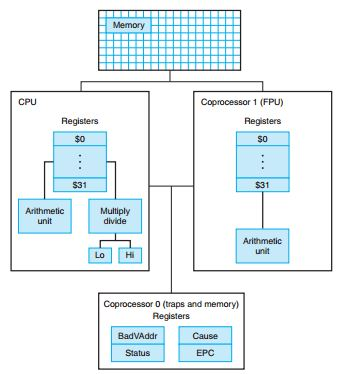 Memory
CPU
Registers
$0
$31
Arithmetic
unit
Multiply
divide
Lo
Hi
Coprocessor 1 (FPU)
Registers
$0
$31
Arithmetic
unit
Coprocessor 0 (traps and memory)
Registers
BadVAddr
Cause
Status
EPC